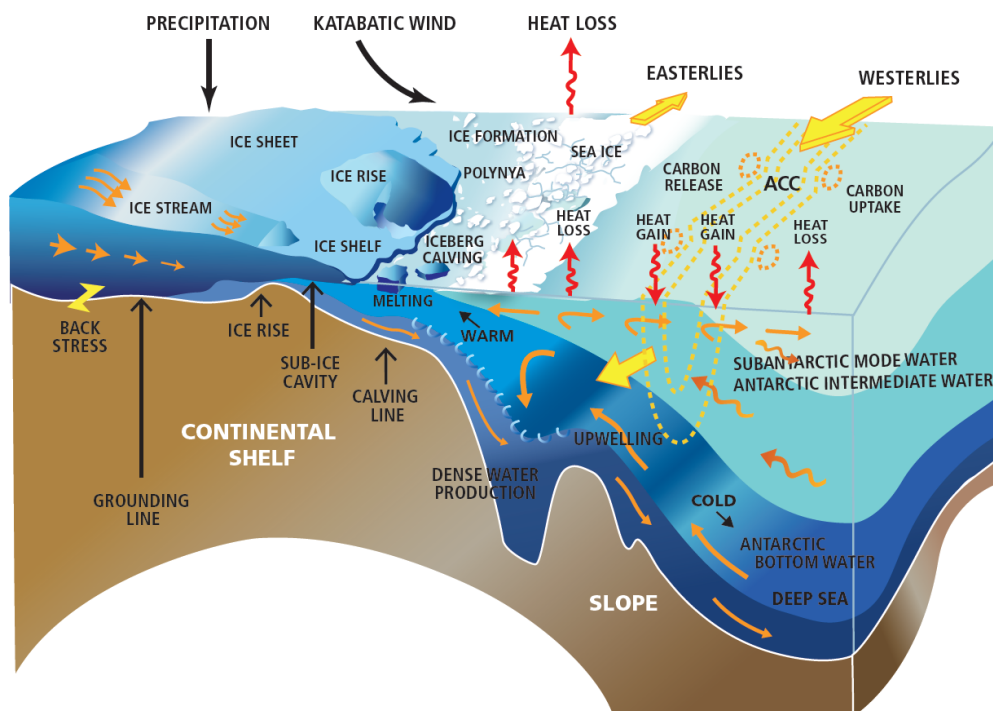 PRECIPITATION
KATABATIC WIND
HEAT LOSS
EASTERLIES
WESTERLIES
ICE SHEET
ICE FORMATION
SEA ICE
ICE RISE
POLYNYA
CARBON
RELEASE
ACC
CARBON
UPTAKE
ICE STREAM
HEAT
LOSS
HEAT
GAIN
HEAT
GAIN
HEAT
LOSS
ICE SHELF
ICEBERG
CALVING
MELTING
BACK
STRESS
ICE RISE
WARM
SUB-ICE
CAVITY
CALVING
LINE
SUBANTARCTIC MODE WATER
ANTARCTIC INTERMEDIATE WATER
CONTINENTAL
SHELF
UPWELLING
GROUNDING
LINE
DENSE WATER
PRODUCTION
COLD
ANTARCTIC
BOTTOM WATER
SLOPE
DEEP SEA